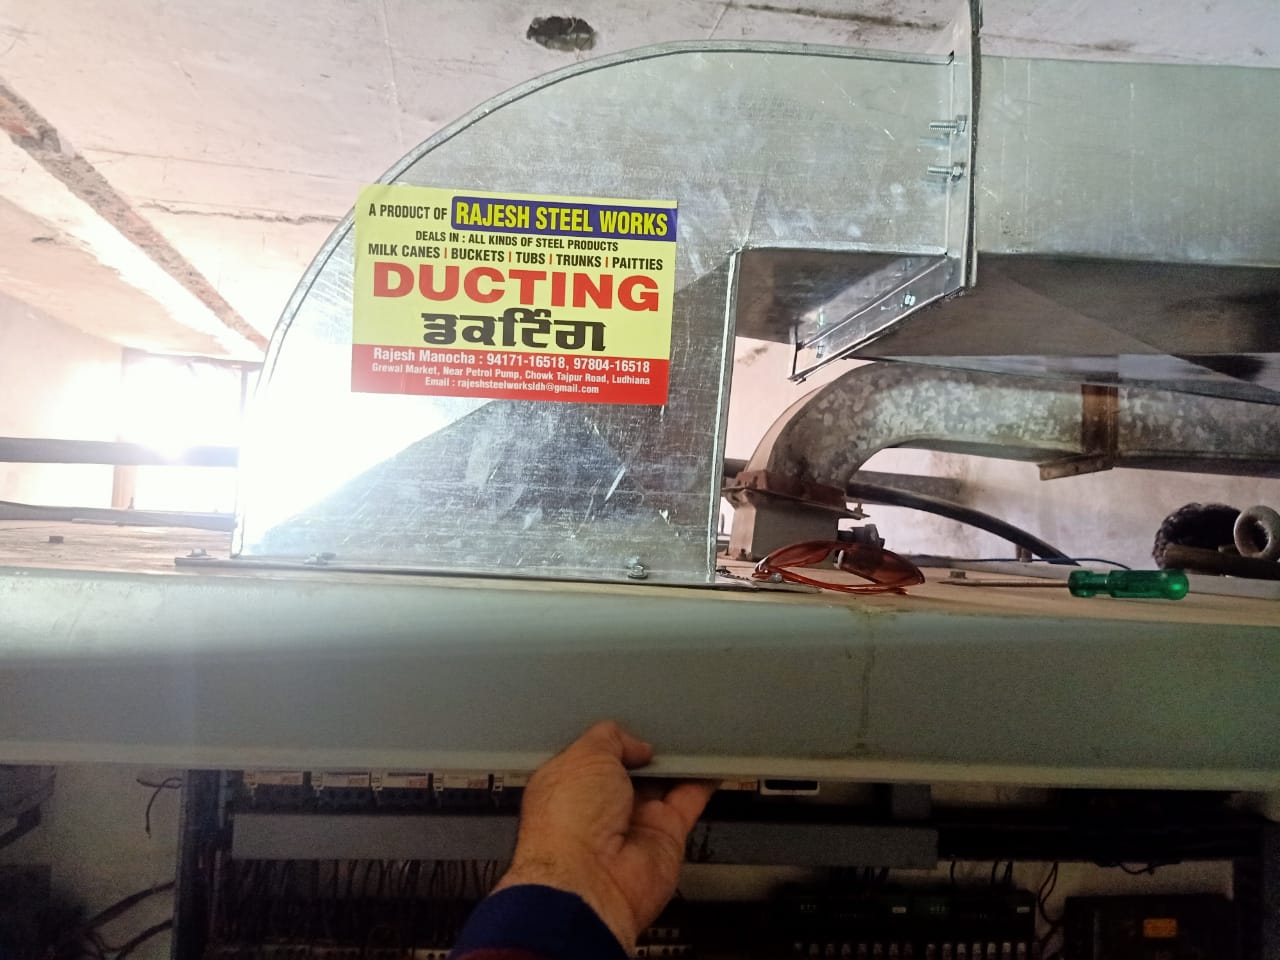 A PRODUCT OF RAJESH STEEL WORKS
DEALS IN : ALL KINDS OF STEEL PRODUCTS
MILK CANES | BUCKETS | TUBS | TRUNKS | PAITTIES
DUCTING
ਡਕਟਿੰਗ
Rajesh Manocha : 94171-16518, 97804-16518
Grewal Market, Near Petrol Pump, Chowk Tajpur Road, Ludhiana
Email : rajeshsteelworksldh@gmail.com